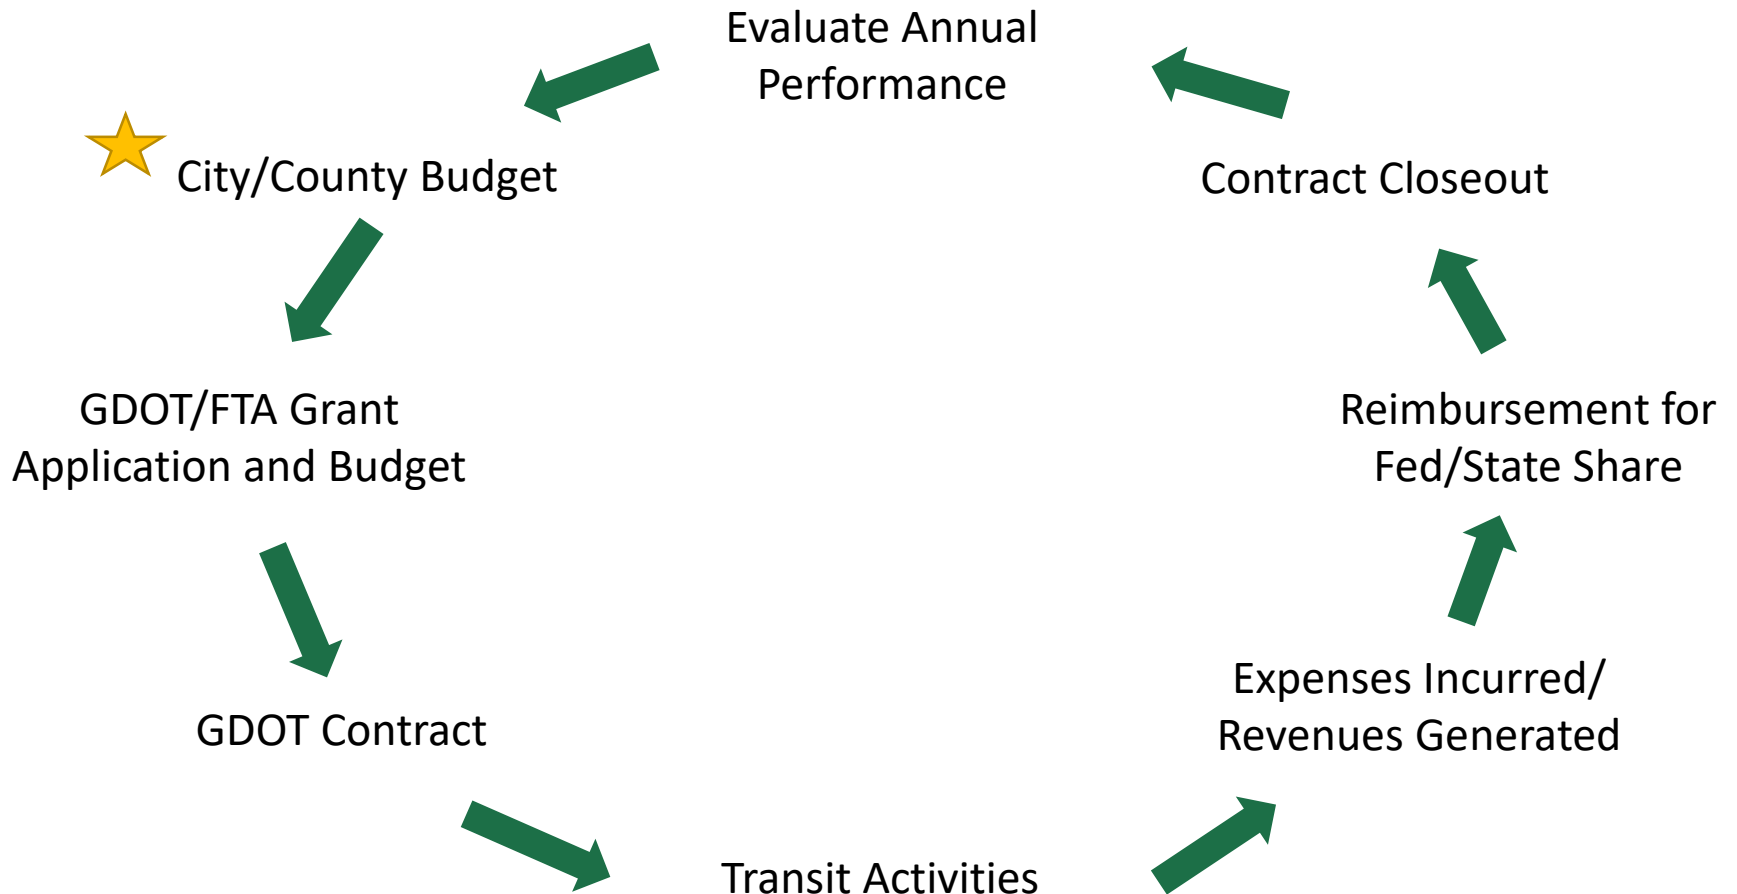 Evaluate Annual
Performance
City/County Budget
GDOT/FTA Grant
Application and Budget
GDOT Contract
Transit Activities
Expenses Incurred/
Revenues Generated
Reimbursement for
Fed/State Share
Contract Closeout